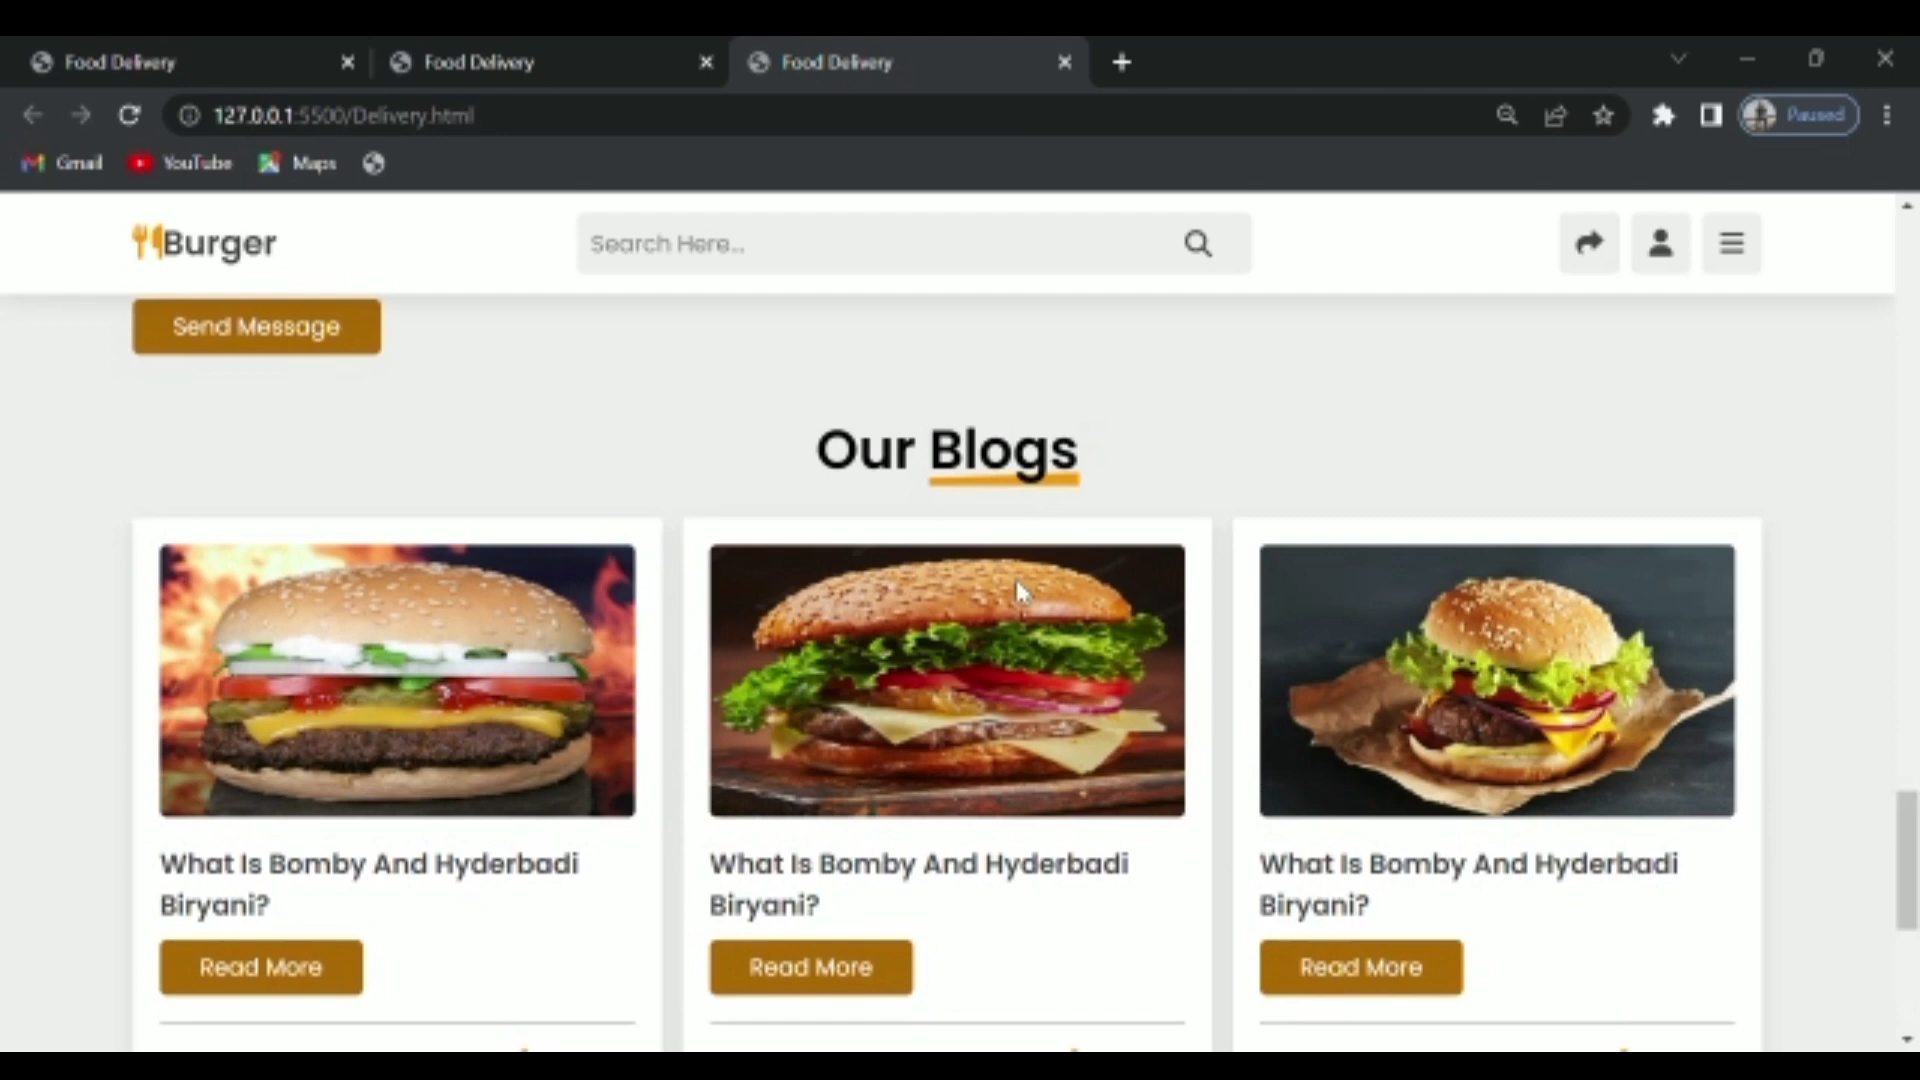 Food Delivery
Food Delivery
Food Delivery
127.0.0.1:5500/Delivery.html
Paused
Gmail
YouTube
Maps
Burger
Search Here...
Send Message
Our Blogs
What Is Bomby And Hyderbadi
Biryani?
Read More
What Is Bomby And Hyderbadi
Biryani?
Read More
What Is Bomby And Hyderbadi
Biryani?
Read More